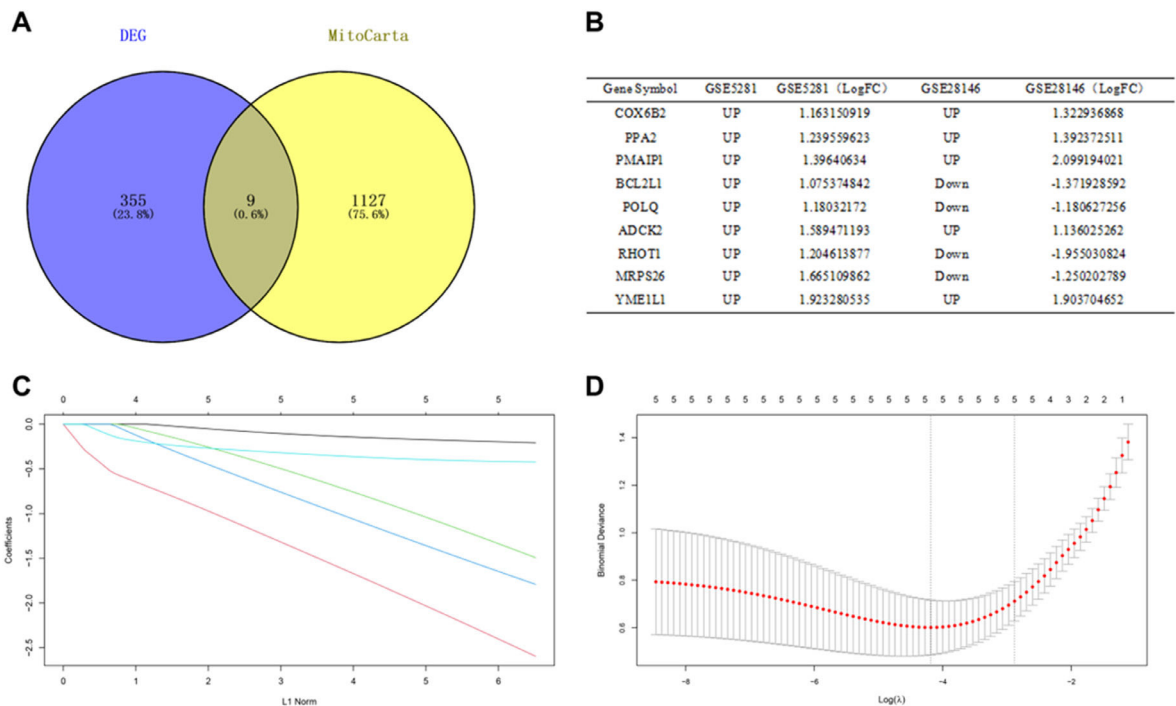 A
DEG MitoCarta
355 9 1127
(23.8%) (0.6%) (75.6%)
B
Gene Symbol GSE5281 GSE5281（LogFC） GSE28146 GSE28146（LogFC）
COX6B2 UP 1.163150919 UP 1.322936868
PPA2 UP 1.239559623 UP 1.392372511
PMAIP1 UP 1.39640634 UP 2.099194021
BCL2L1 UP 1.075374842 Down -1.371928592
POLQ UP 1.18032172 Down -1.180627256
ADCK2 UP 1.589471193 UP 1.136025262
RHOT1 UP 1.204613877 Down -1.955030824
MRPS26 UP 1.665109862 Down -1.250202789
YME1L1 UP 1.923280535 UP 1.903704652
C
0 4 5 5 5 5 5
0.0
-0.5
-1.0
-1.5
-2.0
-2.5
Coefficients
0 1 2 3 4 5 6
L1 Norm
D
5 5 5 5 5 5 5 5 5 5 5 5 5 5 5 5 5 4 3 2 2 1
1.4
1.2
1.0
0.8
0.6
Binomial Deviance
-8 -6 -4 -2
Log(λ)